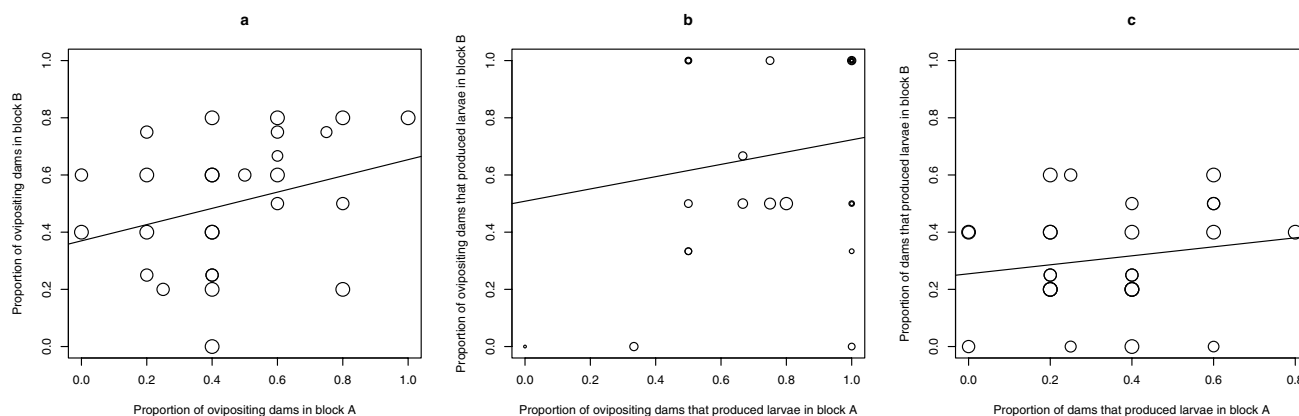 a
Proportion of ovipositing dams in block B
1.0
0.8
0.6
0.4
0.2
0.0
0.0 0.2 0.4 0.6 0.8 1.0
Proportion of ovipositing dams in block A
b
Proportion of ovipositing dams that produced larvae in block B
1.0
0.8
0.6
0.4
0.2
0.0
0.0 0.2 0.4 0.6 0.8 1.0
Proportion of ovipositing dams that produced larvae in block A
c
Proportion of dams that produced larvae in block B
1.0
0.8
0.6
0.4
0.2
0.0
0.0 0.2 0.4 0.6 0.8
Proportion of dams that produced larvae in block A